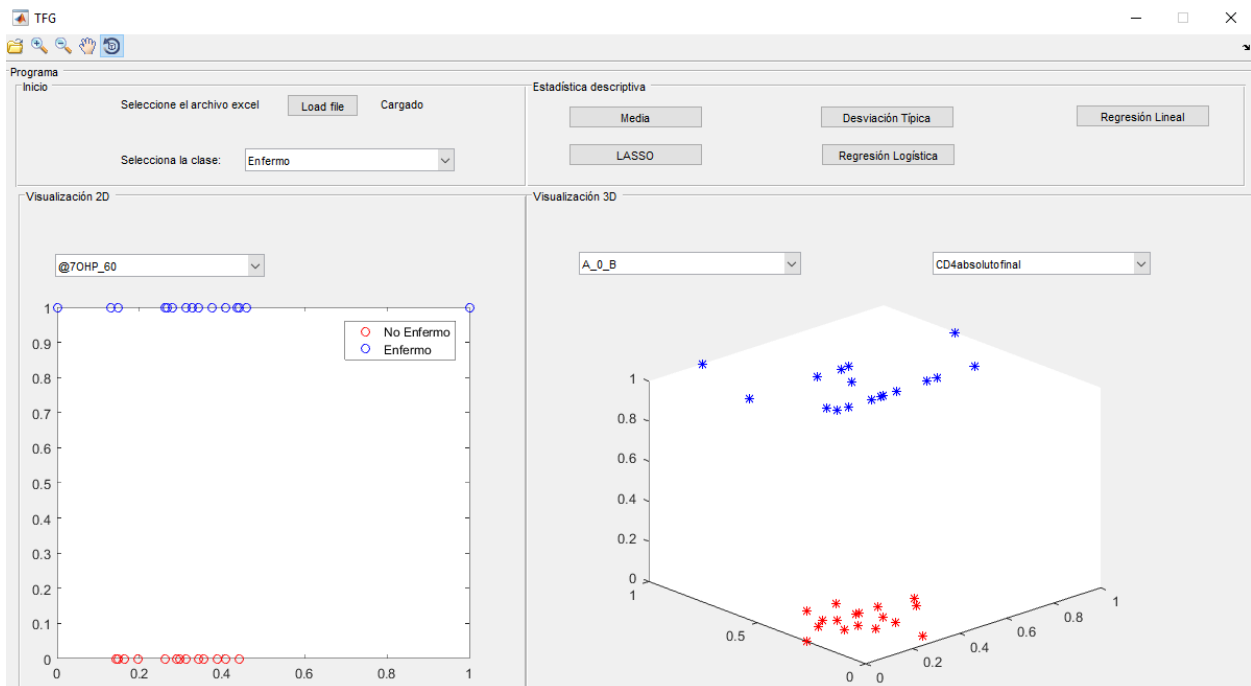 TFG
Programa
Inicio
Seleccione el archivo excel Load file Cargado
Selecciona la clase: Enfermo
Estadística descriptiva
Media Desviación Típica Regresión Lineal
LASSO Regresión Logística
Visualización 2D
@7OHP_60
1
0.9
0.8
0.7
0.6
0.5
0.4
0.3
0.2
0.1
0
0 0.2 0.4 0.6 0.8 1
No Enfermo
Enfermo
Visualización 3D
A_0_B CD4absolutofinal
1
0.8
0.6
0.4
0.2
0
1
0.5
0
0
0.2
0.4
0.6
0.8
1